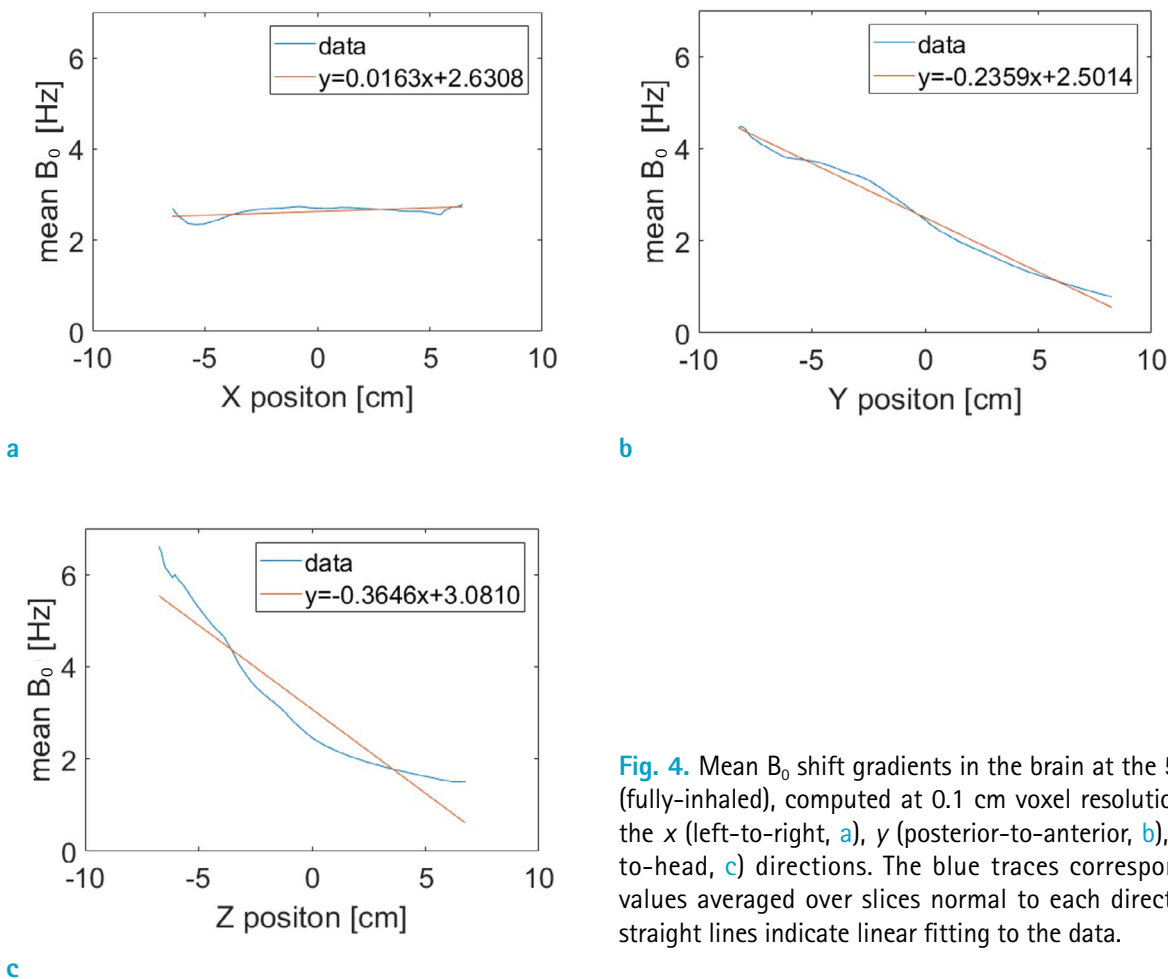 data
y=0.0163x+2.6308
6
4
2
0
-10 -5 0 5 10
mean B₀ [Hz]
X positon [cm]
a
data
y=-0.2359x+2.5014
6
4
2
0
-10 -5 0 5 10
mean B₀ [Hz]
Y positon [cm]
b
data
y=-0.3646x+3.0810
6
4
2
0
-10 -5 0 5 10
mean B₀ [Hz]
Z positon [cm]
c
Fig. 4. Mean B₀ shift gradients in the brain at the
(fully-inhaled), computed at 0.1 cm voxel
the x (left-to-right, a), y (posterior-to-anterior, b),
to-head, c) directions. The blue traces
values averaged over slices normal to each
straight lines indicate linear fitting to the data.